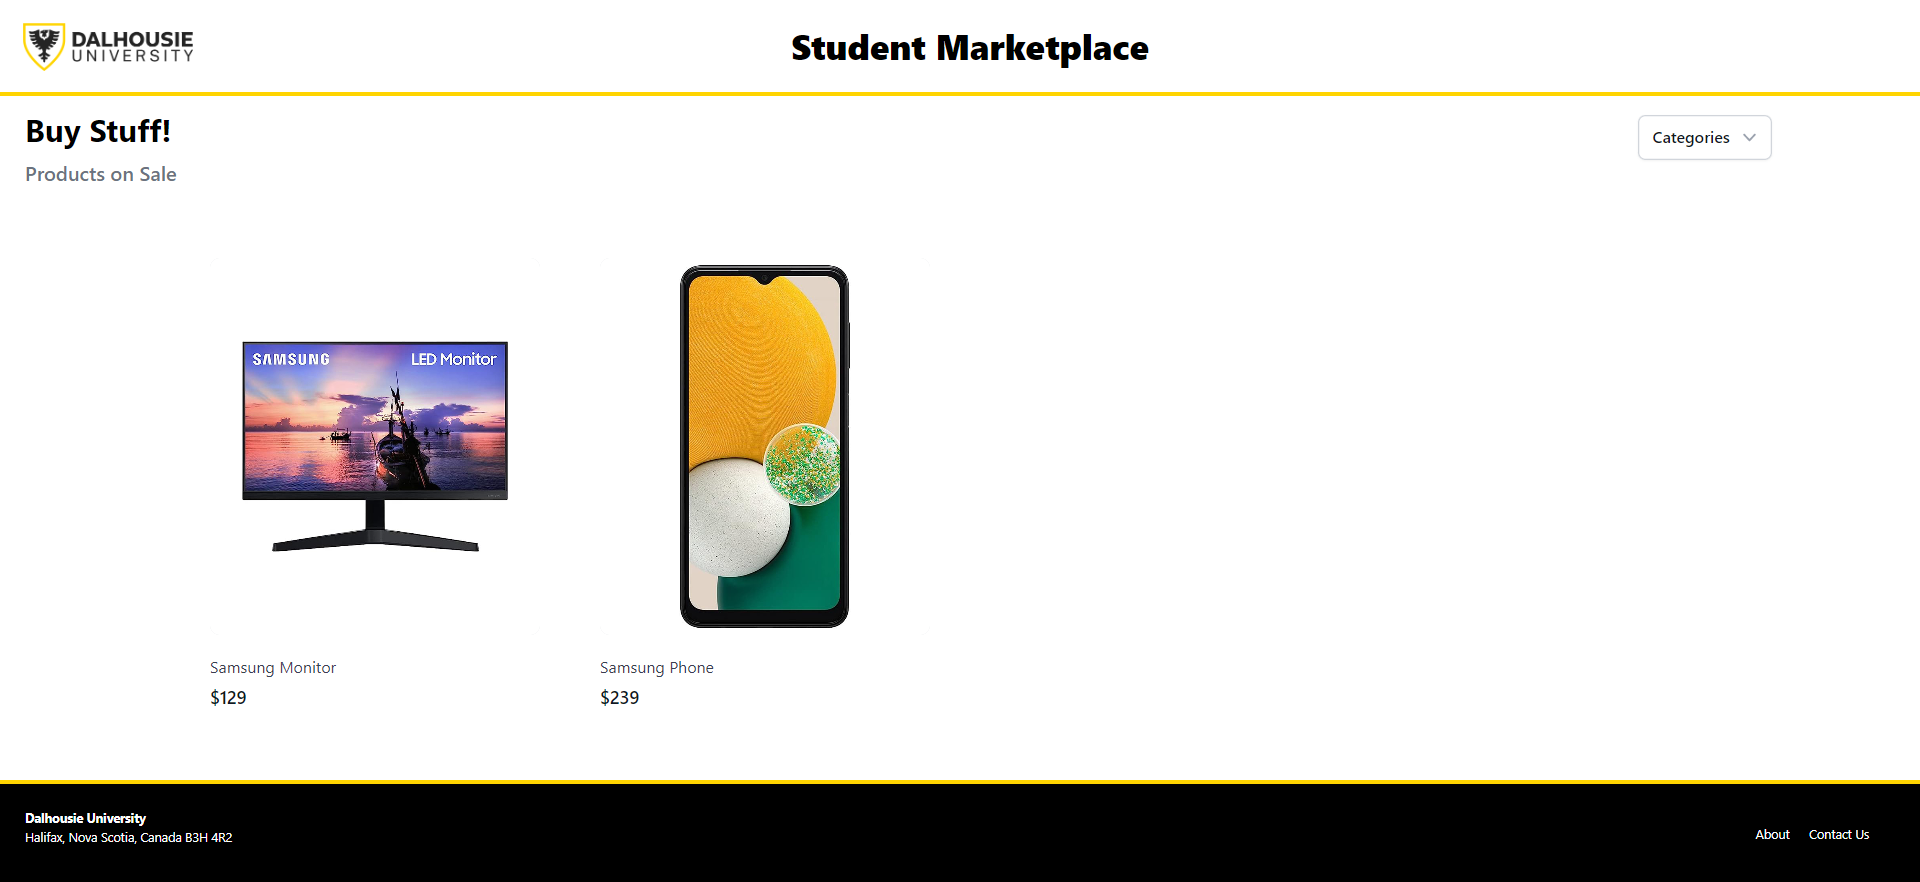 DALHOUSIE
UNIVERSITY
Student Marketplace
Buy Stuff!
Categories
Products on Sale
SAMSUNG
LED Monitor
Samsung Monitor
$129
Samsung Phone
$239
Dalhousie University
Halifax, Nova Scotia, Canada B3H 4R2
About
Contact Us